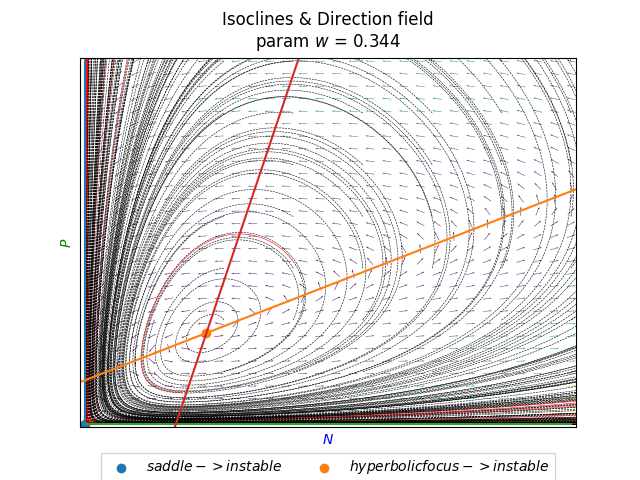 Isoclines & Direction field
param w = 0.344
P
N
saddle − > instable
hyperbolicfocus − > instable